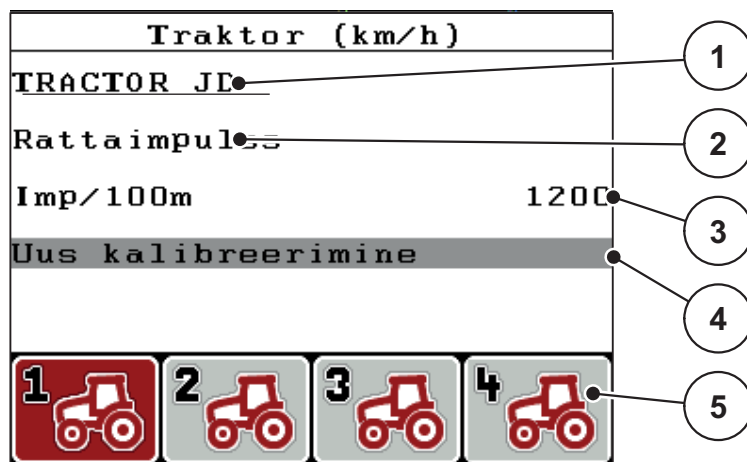 Traktor (km/h)
1
TRACTOR JD
Rattaimpulss
2
Imp/100m 1200
3
Uus kalibreerimine
4
1 2 3 4
5